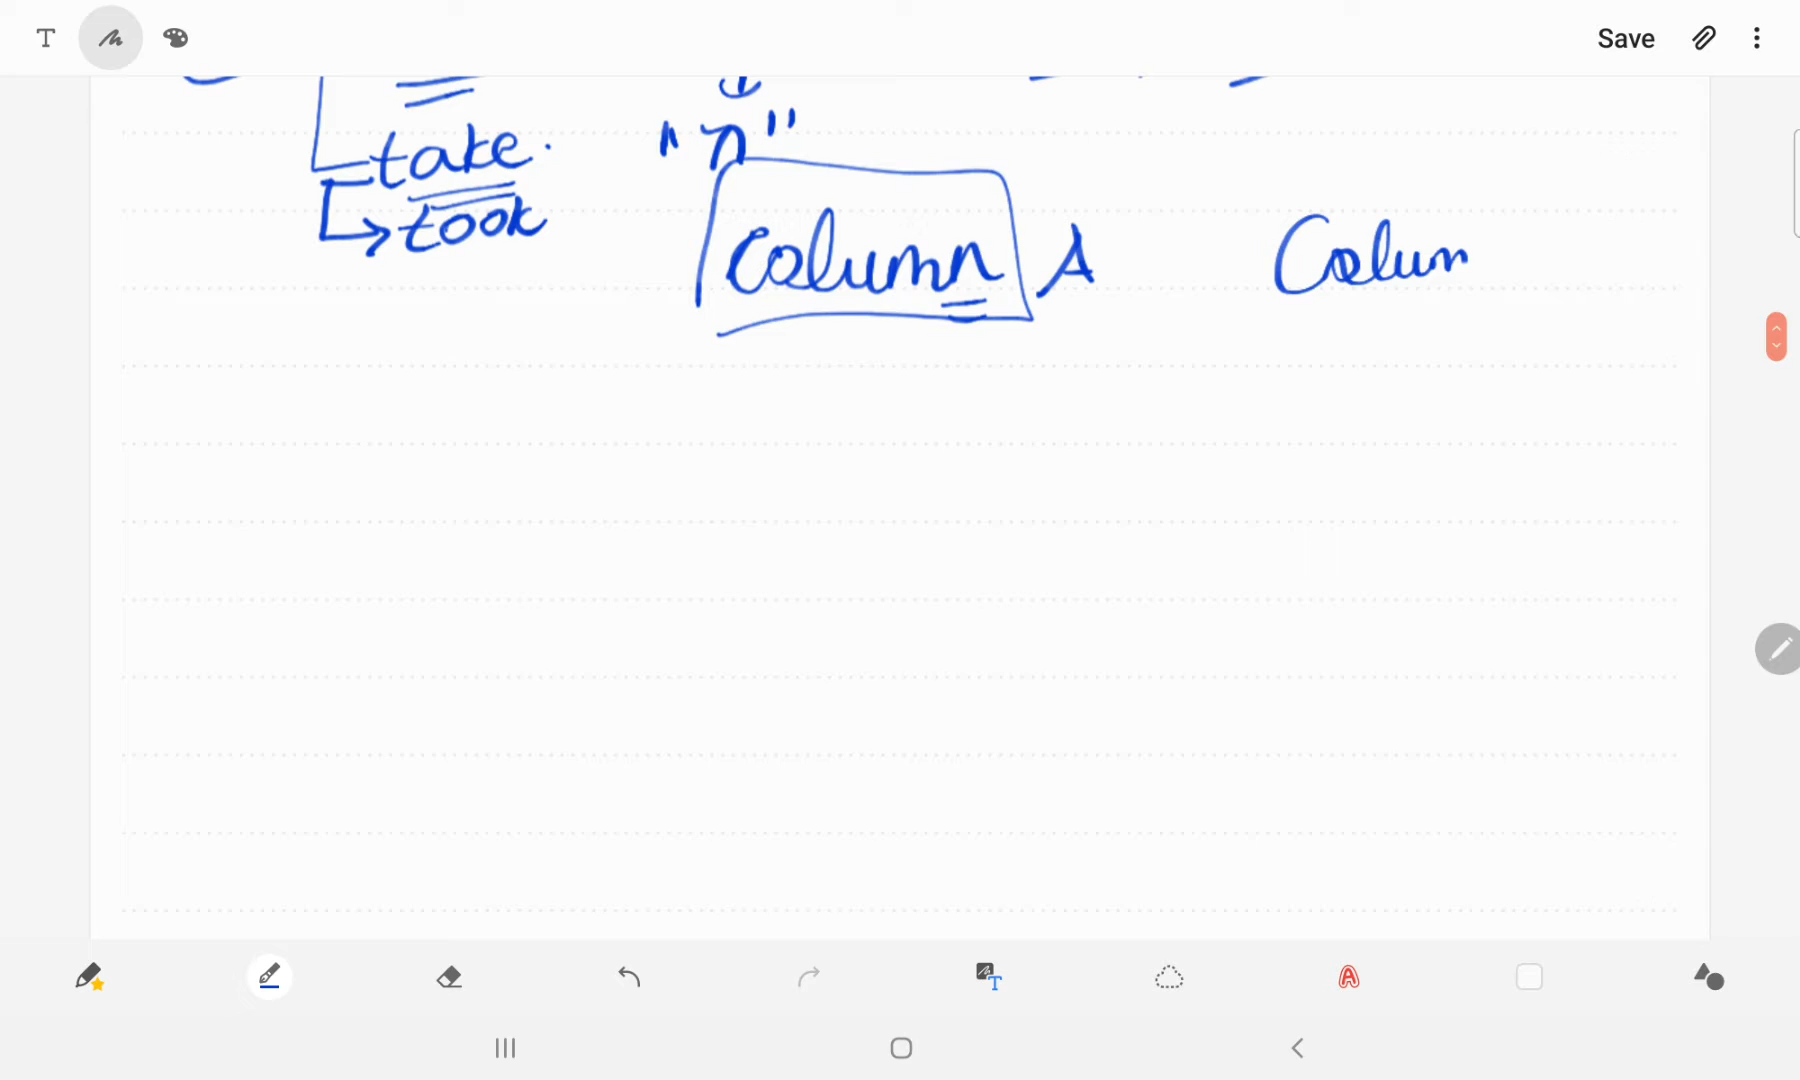 T
Save
take.
"n"
took
Column A
Colum
T
A